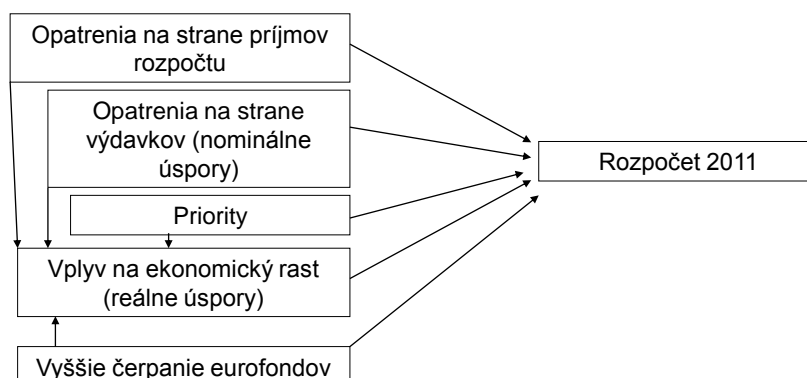 Opatrenia na strane príjmov
rozpočtu
Opatrenia na strane
výdavkov (nominálne
úspory)
Rozpočet 2011
Priority
Vplyv na ekonomický rast
(reálne úspory)
Vyššie čerpanie eurofondov